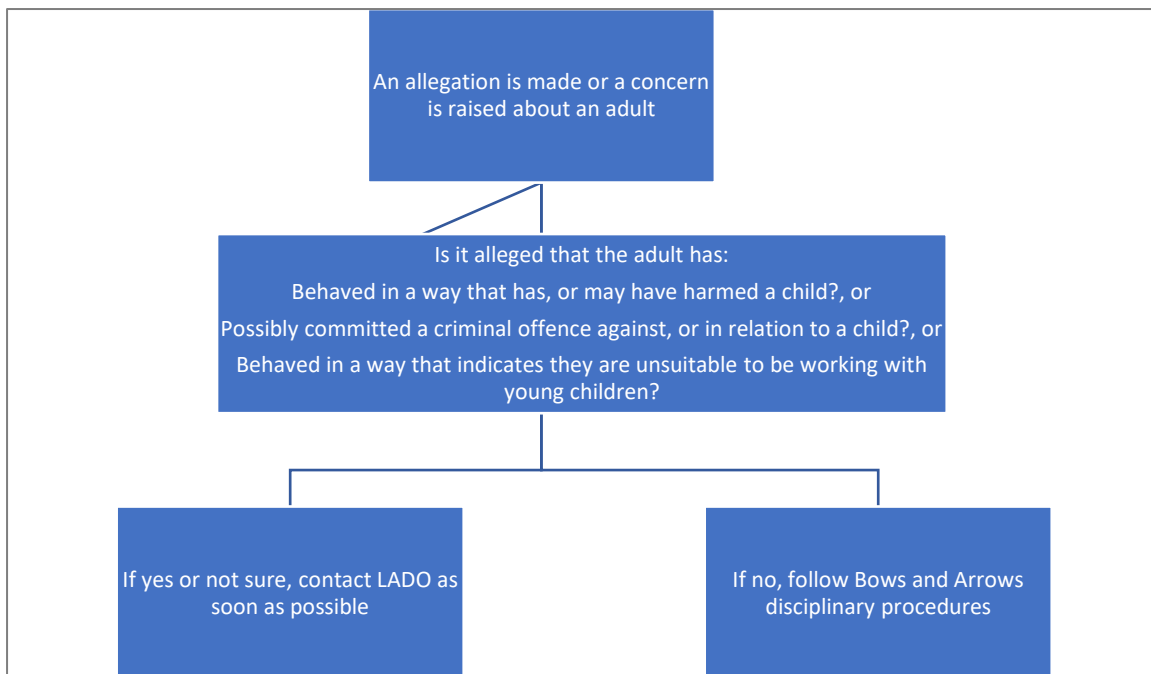 An allegation is made or a concern
is raised about an adult
Is it alleged that the adult has:
Behaved in a way that has, or may have harmed a child?, or
Possibly committed a criminal offence against, or in relation to a child?, or
Behaved in a way that indicates they are unsuitable to be working with
young children?
If yes or not sure, contact LADO as
soon as possible
If no, follow Bows and Arrows
disciplinary procedures